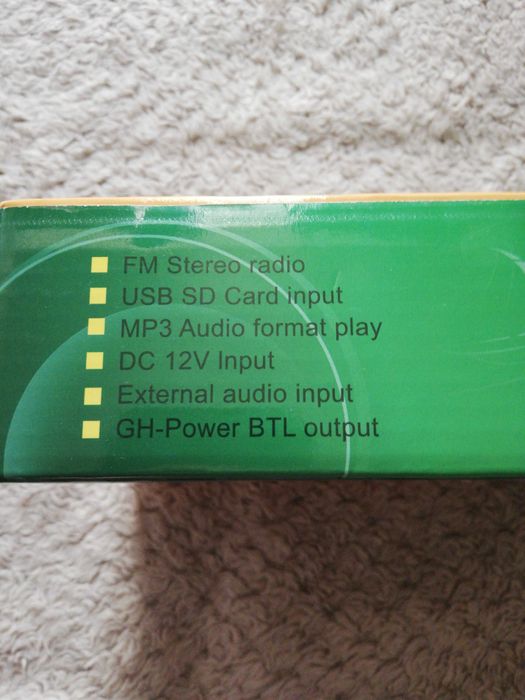 FM Stereo radio
USB SD Card input
MP3 Audio format play
DC 12V Input
External audio input
GH-Power BTL output